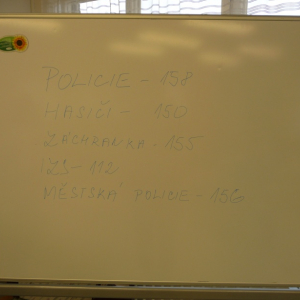 POLICIE - 158
HASIČI - 150
ZÁCHRANKA - 155
IZS - 112
MĚSTSKÁ POLICIE - 156